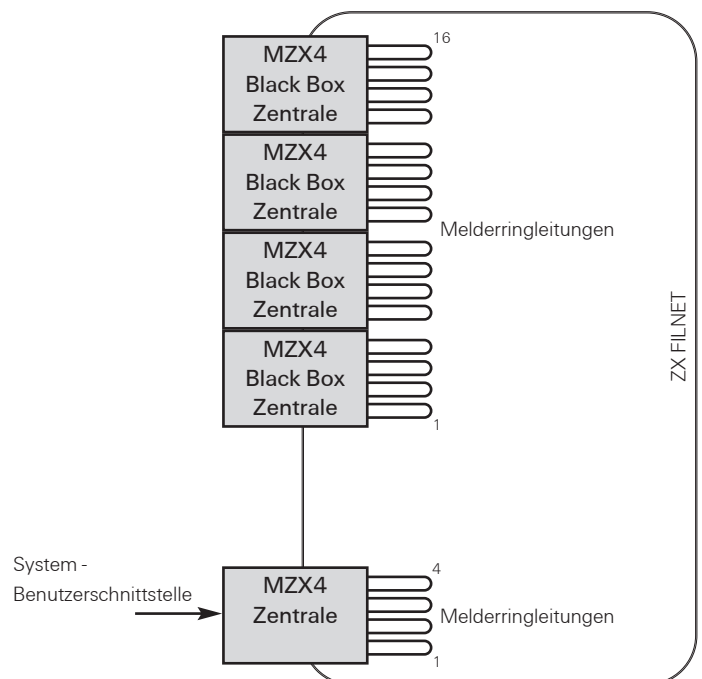 16
MZX4
Black Box
Zentrale
MZX4
Black Box
Zentrale
Melderringleitungen
MZX4
Black Box
Zentrale
MZX4
Black Box
Zentrale
1
ZX FILNET
System -
Benutzerschnittstelle
MZX4
Zentrale
4
Melderringleitungen
1